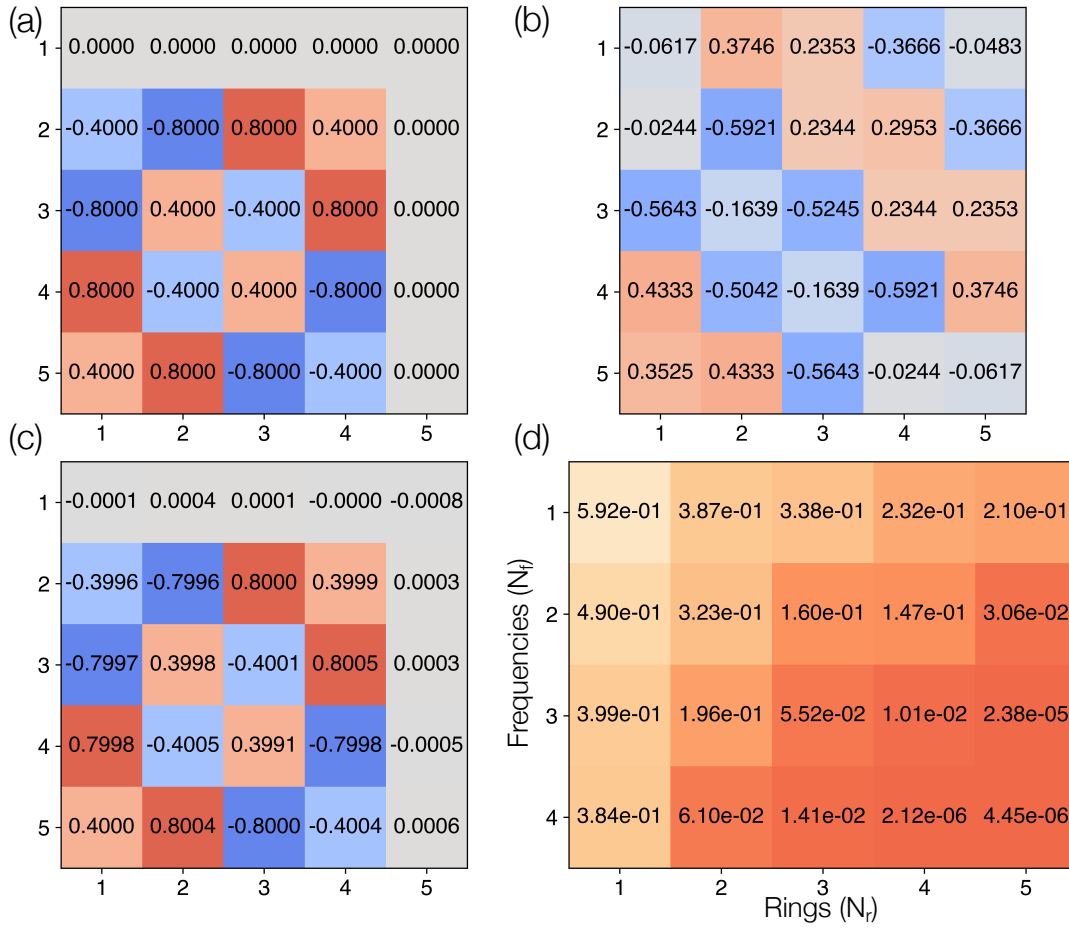 (a)
1 0.0000 0.0000 0.0000 0.0000 0.0000
2 -0.4000 -0.8000 0.8000 0.4000 0.0000
3 -0.8000 0.4000 -0.4000 0.8000 0.0000
4 0.8000 -0.4000 0.4000 -0.8000 0.0000
5 0.4000 0.8000 -0.8000 -0.4000 0.0000
1 2 3 4 5
(b)
1 -0.0617 0.3746 0.2353 -0.3666 -0.0483
2 -0.0244 -0.5921 0.2344 0.2953 -0.3666
3 -0.5643 -0.1639 -0.5245 0.2344 0.2353
4 0.4333 -0.5042 -0.1639 -0.5921 0.3746
5 0.3525 0.4333 -0.5643 -0.0244 -0.0617
1 2 3 4 5
(c)
1 -0.0001 0.0004 0.0001 -0.0000 -0.0008
2 -0.3996 -0.7996 0.8000 0.3999 0.0003
3 -0.7997 0.3998 -0.4001 0.8005 0.0003
4 0.7998 -0.4005 0.3991 -0.7998 -0.0005
5 0.4000 0.8004 -0.8000 -0.4004 0.0006
1 2 3 4 5
(d)
Frequencies (N_f)
1 5.92e-01 3.87e-01 3.38e-01 2.32e-01 2.10e-01
2 4.90e-01 3.23e-01 1.60e-01 1.47e-01 3.06e-02
3 3.99e-01 1.96e-01 5.52e-02 1.01e-02 2.38e-05
4 3.84e-01 6.10e-02 1.41e-02 2.12e-06 4.45e-06
1 2 3 4 5
Rings (N_r)